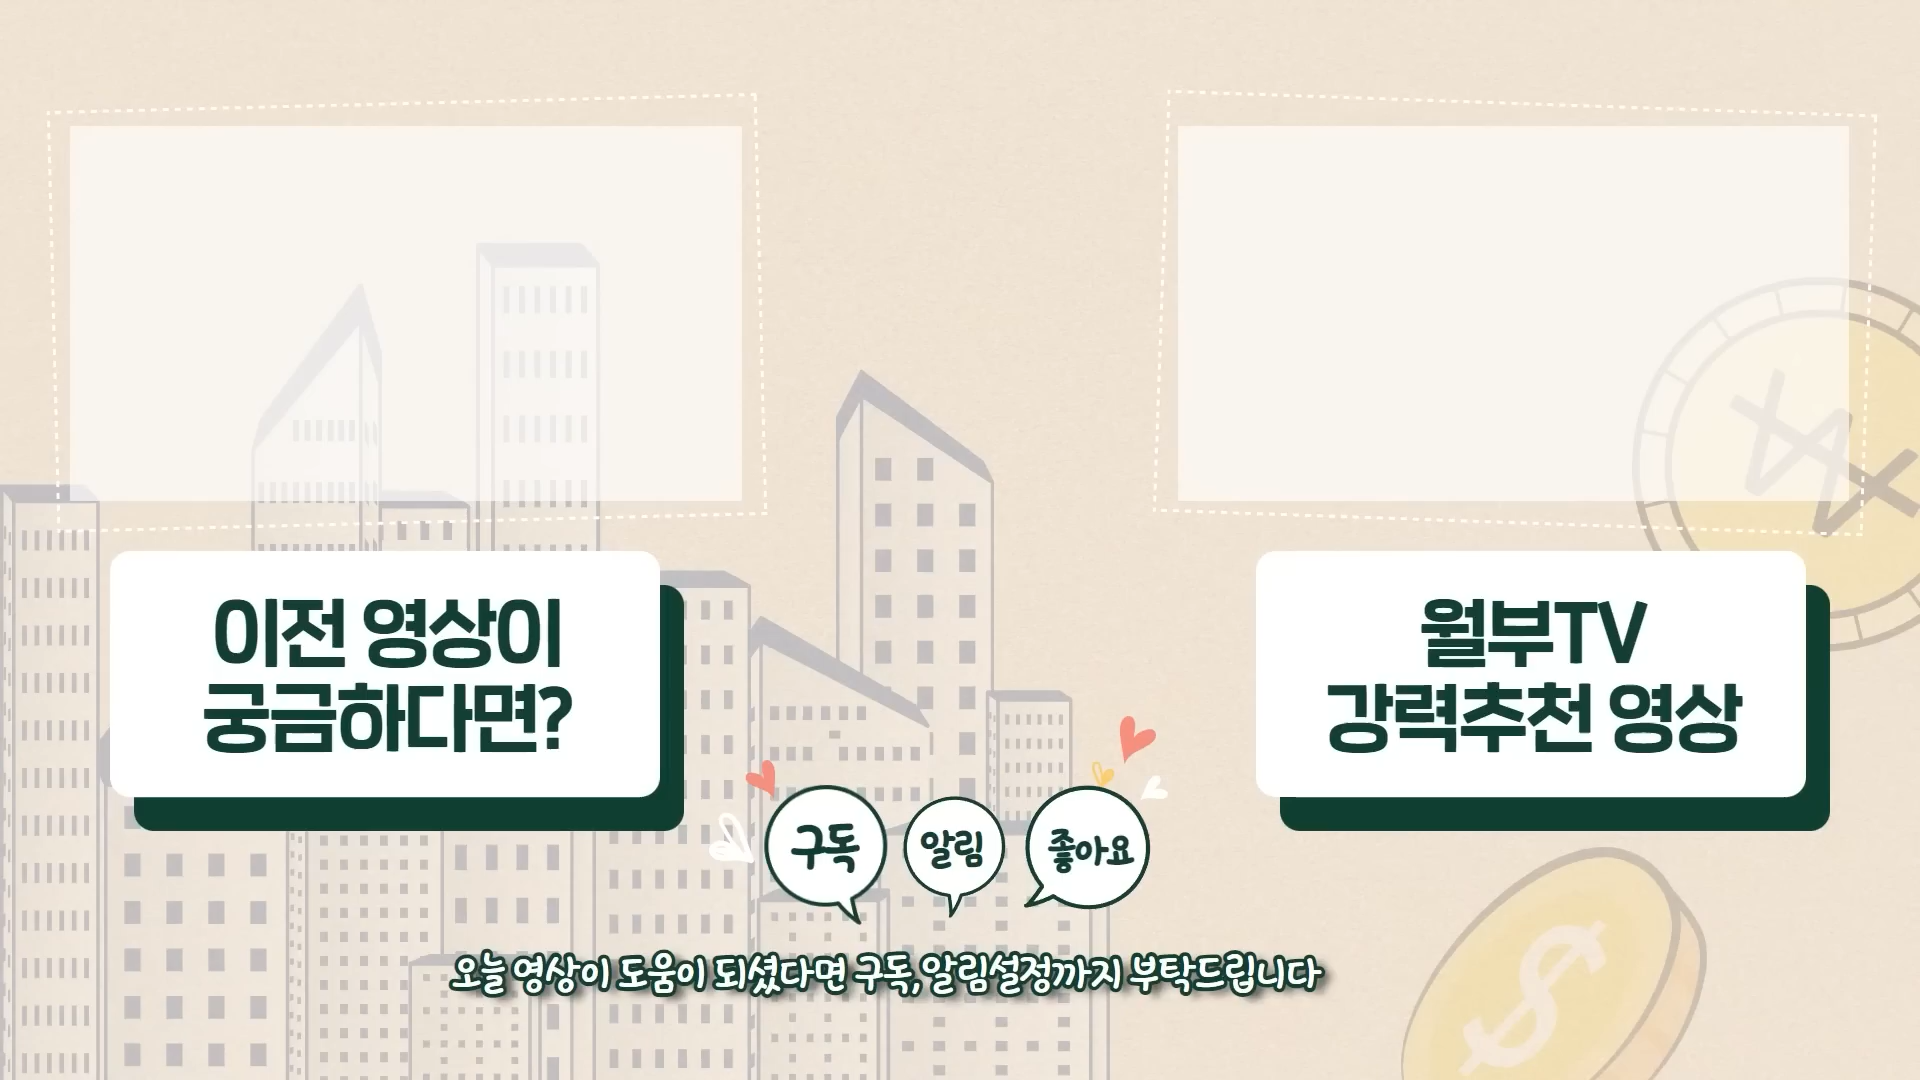 이전 영상이
궁금하다면?
월부TV
강력추천 영상
구독
알림
좋아요
오늘 영상이 도움이 되셨다면 구독,알림설정까지 부탁드립니다